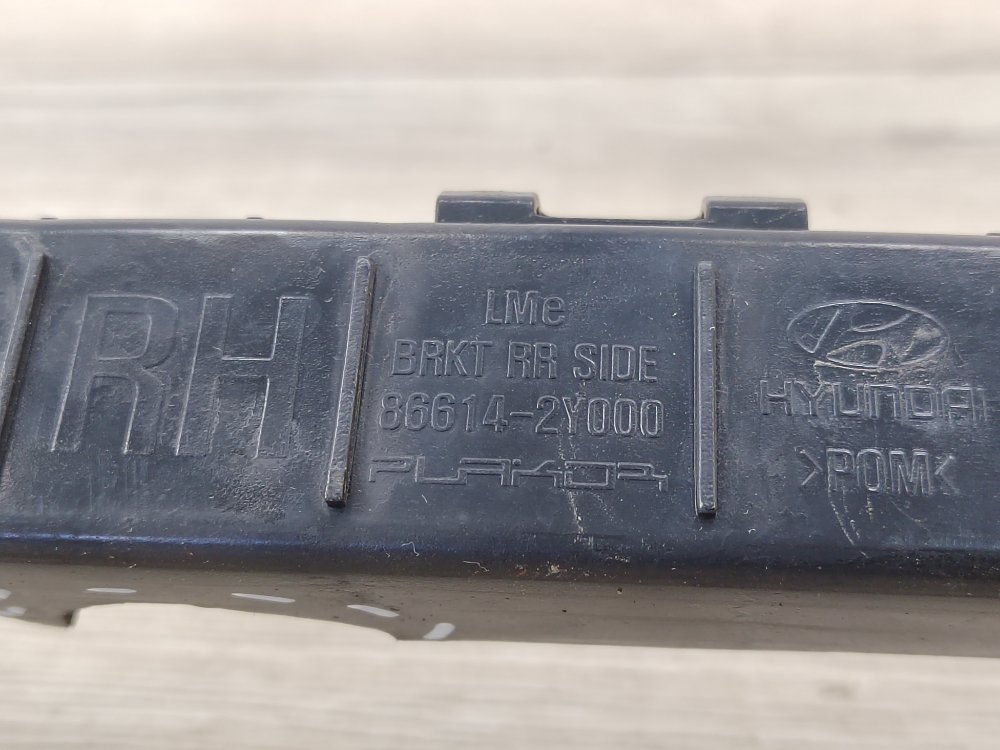 RH
LMe
BRKT RR SIDE
86614-2Y000
PLAKOR
HYUNDAI
>POM<